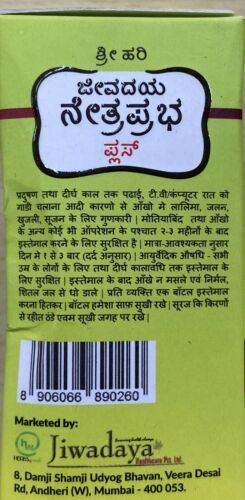 ಶ್ರೀ ಹರಿ
ಜೀವದಯ
ನೇತ್ರಪ್ರಭ
ಪ್ಲಸ್
प्रदुषण तथा दीर्घ काल तक पढाई, टी.वी/कंप्यूटर रात को
गाडी चलाना आदी कारणो से आँखो मे लालिमा, जलन,
खुजली, सूजन के लिए गुणकारी | मोतियाबिंद तथा आँखो
के अन्य कोई भी ऑपरेशन के पश्चात २-३ महीनों के बाद
इस्तेमाल करने के लिए सुरक्षित है | मात्रा-आवश्यकता नुसार
दिन मे १ से ३ बार (दर्द अनुसार) | आयुर्वेदिक औषधि - सभी
उम्र के लोगों के लिए तथा दीर्घ कालावधि तक इस्तेमाल के
लिए सुरक्षित | इस्तेमाल के बाद आँखे न मसले एवं निर्मल,
शितल जल से धो डाले | प्रति व्यक्ति एक बॉटल इस्तेमाल
करना हितकर | बॉटल हमेशा साफ़ सुखी रखे | सूरज कि किरणों
से रहित ठंडे एवम सूखी जगह पर रखे |
8 906066 890260
Marketed by:
Jiwadaya
Healthcare Pvt. Ltd.
8, Damji Shamji Udyog Bhavan, Veera Desai
Rd, Andheri (W), Mumbai - 400 053.